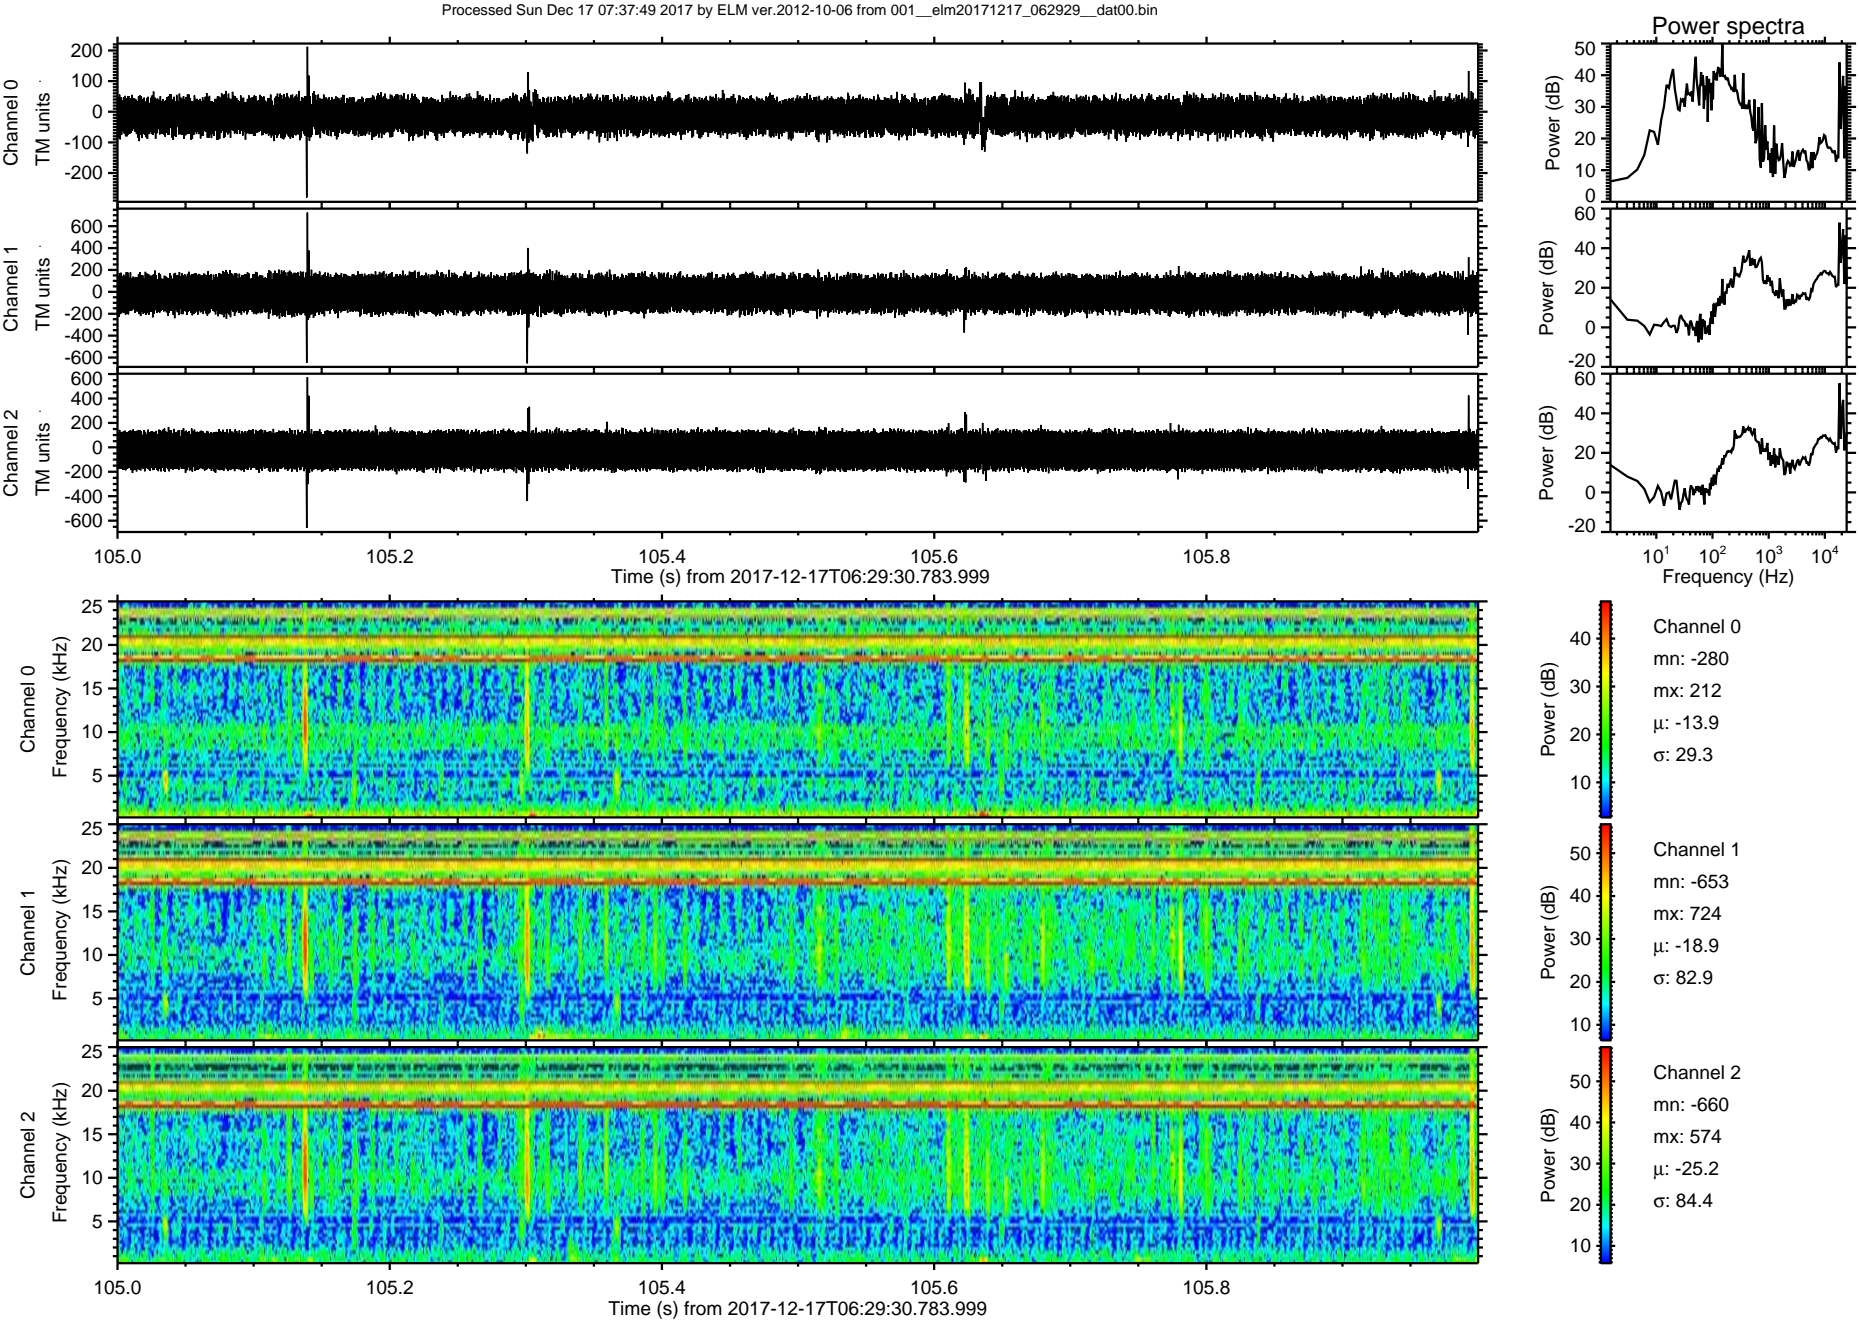 Processed Sun Dec 17 07:37:49 2017 by ELM ver.2012-10-06 from 001__elm20171217_062929__dat00.bin
Power spectra
Channel 0
TM units
200
100
0
-100
-200
Power (dB)
50
40
30
20
10
0
Channel 1
TM units
600
400
200
0
-200
-400
-600
Power (dB)
60
40
20
0
-20
Channel 2
TM units
600
400
200
0
-200
-400
-600
Power (dB)
60
40
20
0
-20
105.0 105.2 105.4 105.6 105.8
Time (s) from 2017-12-17T06:29:30.783.999
10^1 10^2 10^3 10^4
Frequency (Hz)
Channel 0
Frequency (kHz)
25
20
15
10
5
Power (dB)
40
30
20
10
Channel 0
mn: -280
mx: 212
μ: -13.9
σ: 29.3
Channel 1
Frequency (kHz)
25
20
15
10
5
Power (dB)
50
40
30
20
10
Channel 1
mn: -653
mx: 724
μ: -18.9
σ: 82.9
Channel 2
Frequency (kHz)
25
20
15
10
5
Power (dB)
50
40
30
20
10
Channel 2
mn: -660
mx: 574
μ: -25.2
σ: 84.4
105.0 105.2 105.4 105.6 105.8
Time (s) from 2017-12-17T06:29:30.783.999